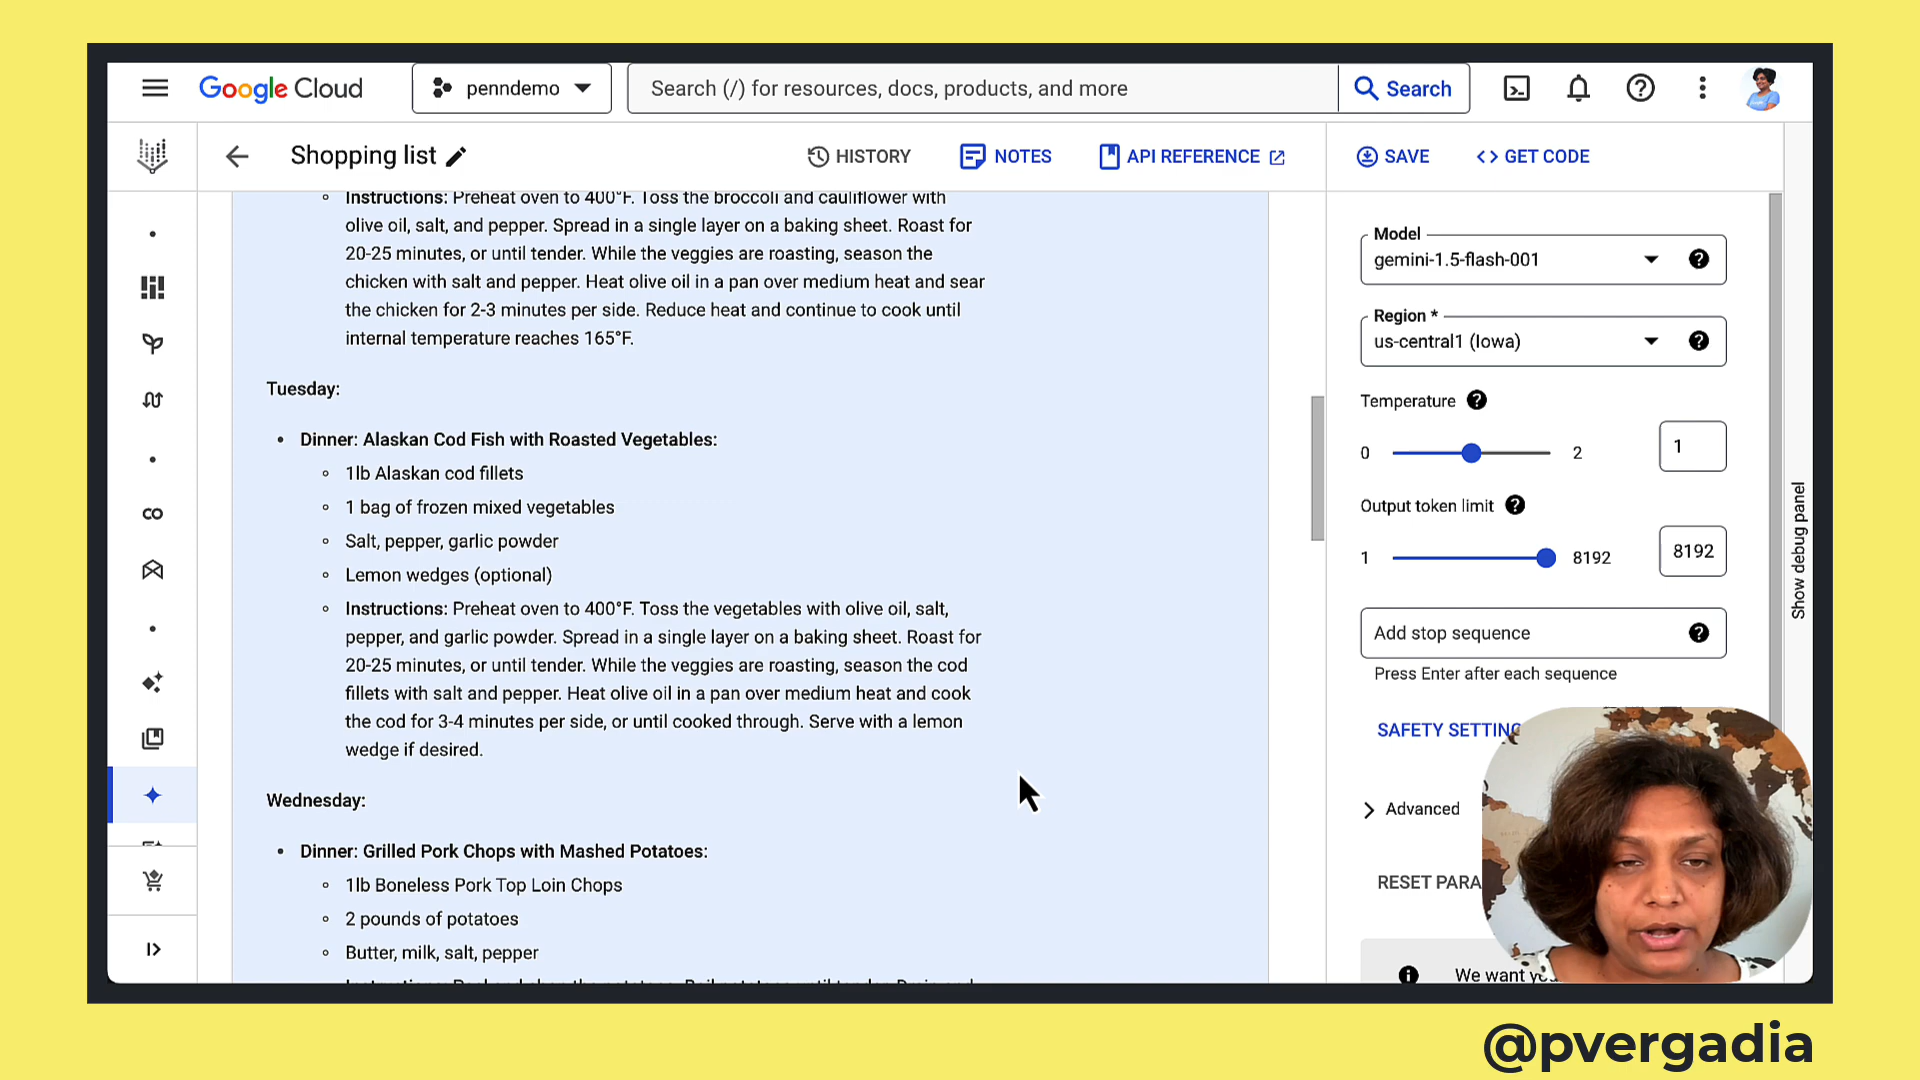 Google Cloud
penndemo
Search (/) for resources, docs, products, and more
Search
Shopping list
HISTORY
NOTES
API REFERENCE
SAVE
GET CODE
Instructions: Preheat oven to 400°F. Toss the broccoli and cauliflower with
olive oil, salt, and pepper. Spread in a single layer on a baking sheet. Roast for
20-25 minutes, or until tender. While the veggies are roasting, season the
chicken with salt and pepper. Heat olive oil in a pan over medium heat and sear
the chicken for 2-3 minutes per side. Reduce heat and continue to cook until
internal temperature reaches 165°F.
Tuesday:
Dinner: Alaskan Cod Fish with Roasted Vegetables:
1lb Alaskan cod fillets
1 bag of frozen mixed vegetables
Salt, pepper, garlic powder
Lemon wedges (optional)
Instructions: Preheat oven to 400°F. Toss the vegetables with olive oil, salt,
pepper, and garlic powder. Spread in a single layer on a baking sheet. Roast for
20-25 minutes, or until tender. While the veggies are roasting, season the cod
fillets with salt and pepper. Heat olive oil in a pan over medium heat and cook
the cod for 3-4 minutes per side, or until cooked through. Serve with a lemon
wedge if desired.
Wednesday:
Dinner: Grilled Pork Chops with Mashed Potatoes:
1lb Boneless Pork Top Loin Chops
2 pounds of potatoes
Butter, milk, salt, pepper
Model
gemini-1.5-flash-001
Region *
us-central1 (Iowa)
Temperature
0 2 1
Output token limit
1 8192 8192
Add stop sequence
Press Enter after each sequence
SAFETY SETTING
Advanced
RESET PARA
We want yo
Show debug panel
@pvergadia